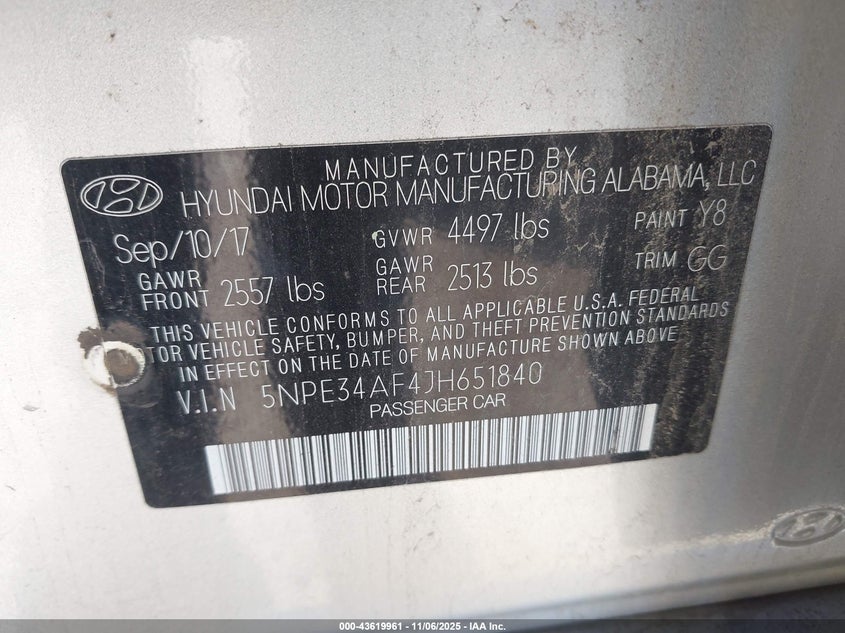 MANUFACTURED BY
HYUNDAI MOTOR MANUFACTURING ALABAMA, LLC
Sep/10/17 GVWR 4497 lbs PAINT Y8
GAWR FRONT 2557 lbs GAWR REAR 2513 lbs TRIM GG
THIS VEHICLE CONFORMS TO ALL APPLICABLE U.S.A. FEDERAL
TOR VEHICLE SAFETY, BUMPER, AND THEFT PREVENTION STANDARDS
IN EFFECT ON THE DATE OF MANUFACTURE SHOWN ABOVE
V.I.N 5NPE34AF4JH651840
PASSENGER CAR
000-43619961 - 11/06/2025 - IAA Inc.